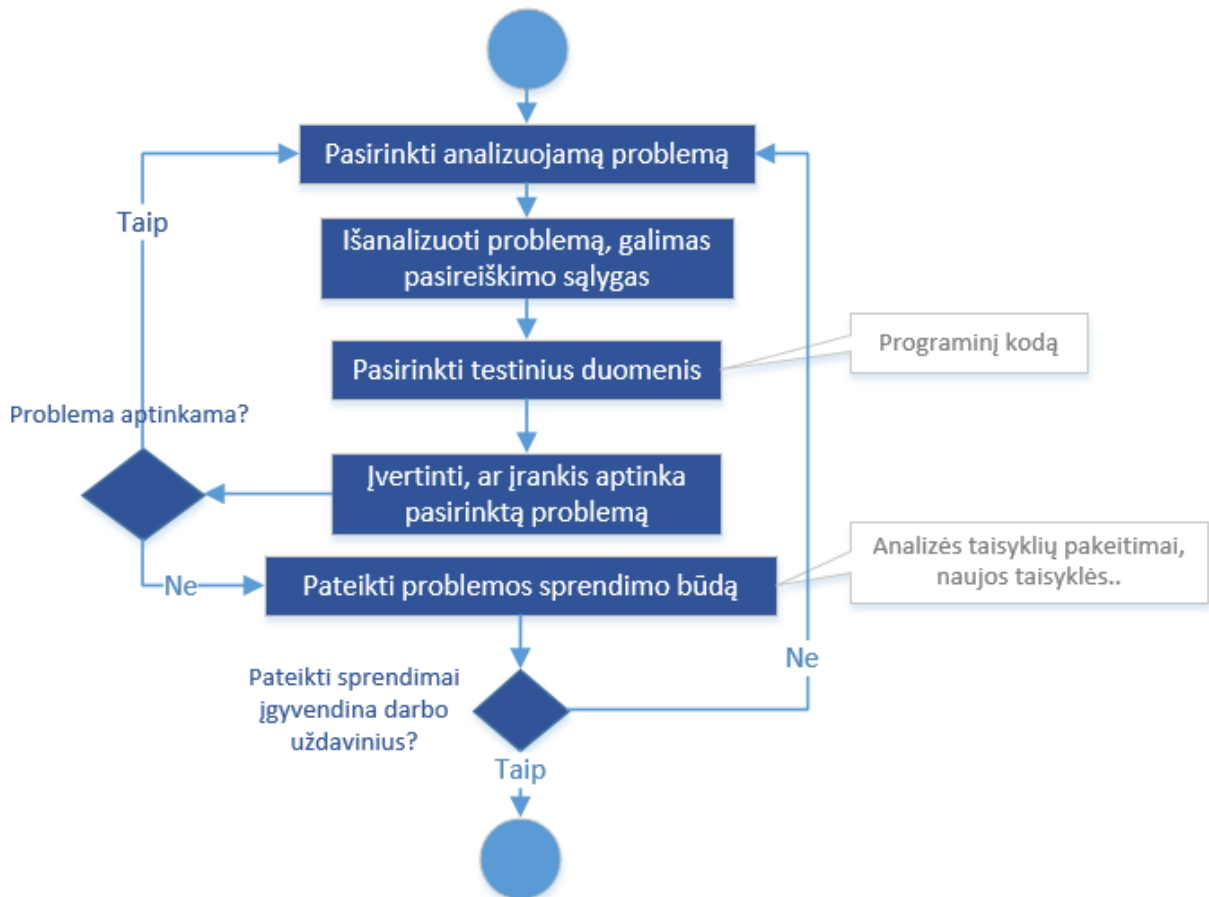 Pasirinkti analizuojamą problemą
Taip
Išanalizuoti problemą, galimas
pasireiškimo sąlygas
Pasirinkti testinius duomenis
Programinį kodą
Problema aptinkama?
Įvertinti, ar įrankis aptinka
pasirinktą problemą
Ne
Pateikti problemos sprendimo būdą
Analizės taisyklių pakeitimai,
naujos taisyklės..
Pateikti sprendimai
įgyvendina darbo
uždavinius?
Ne
Taip